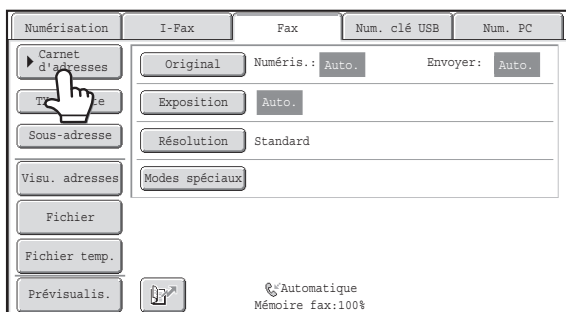 Numérisation I-Fax Fax Num. clé USB Num. PC
Carnet
d'adresses
Original Numéris.: Auto. Envoyer: Auto.
Exposition Auto.
Sous-adresse
Résolution Standard
Visu. adresses
Modes spéciaux
Fichier
Fichier temp.
Prévisualis.
Automatique
Mémoire fax:100%